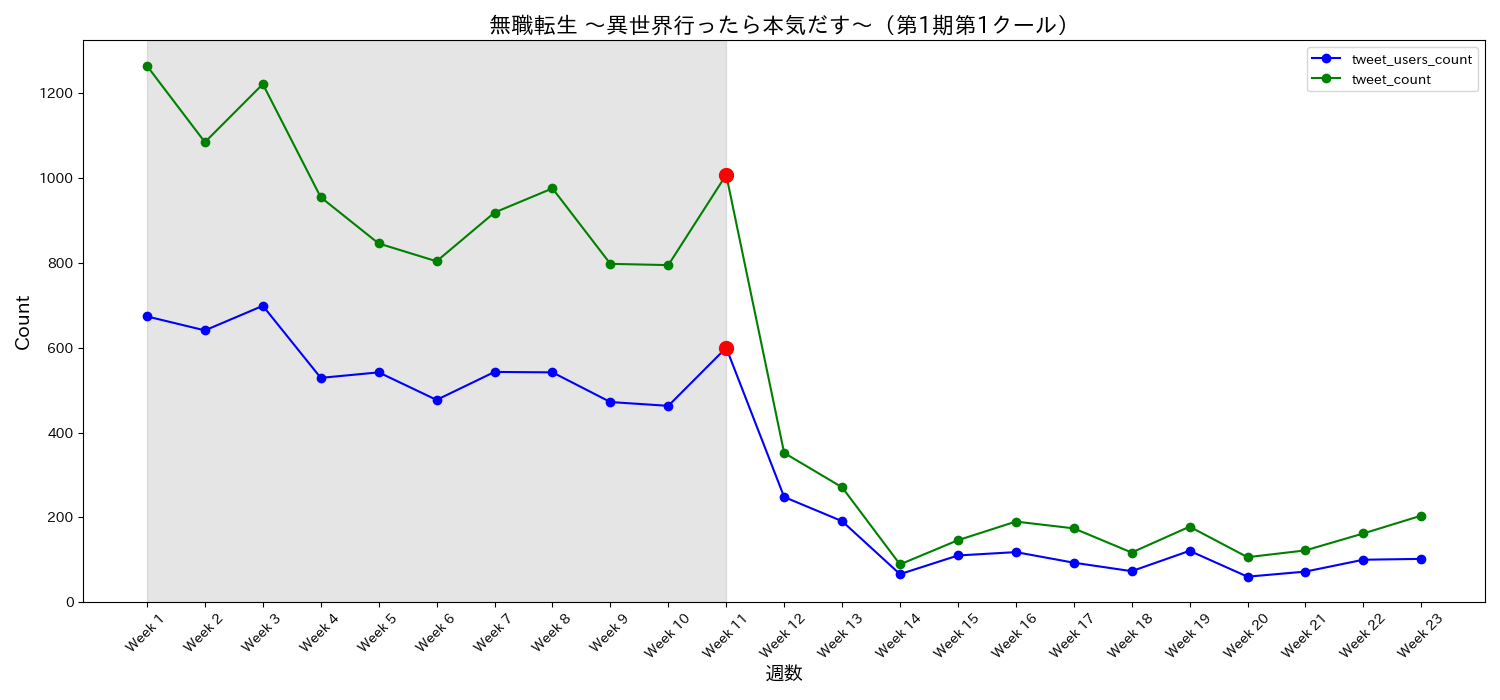 無職転生 ～異世界行ったら本気だす～（第1期第1クール）
tweet_users_count
tweet_count
Count
1200
1000
800
600
400
200
0
Week 1
Week 2
Week 3
Week 4
Week 5
Week 6
Week 7
Week 8
Week 9
Week 10
Week 11
Week 12
Week 13
Week 14
Week 15
Week 16
Week 17
Week 18
Week 19
Week 20
Week 21
Week 22
Week 23
週数